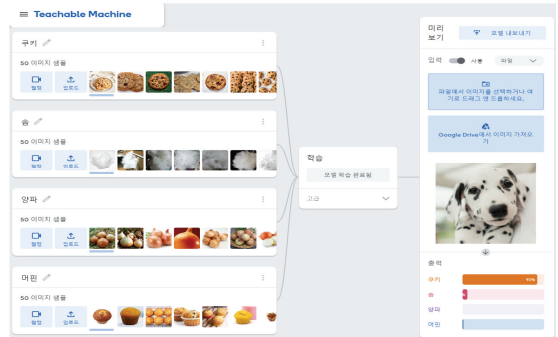 Teachable Machine
쿠키
50 이미지 샘플
웹캠
업로드
솜
50 이미지 샘플
웹캠
업로드
양파
50 이미지 샘플
웹캠
업로드
머핀
50 이미지 샘플
웹캠
업로드
학습
모델 학습 완료됨
고급
미리
보기
모델 내보내기
입력
사용
파일
파일에서 이미지를 선택하거나 여
기로 드래그 앤 드롭하세요.
Google Drive에서 이미지 가져오
기
출력
쿠키
솜
양파
머핀